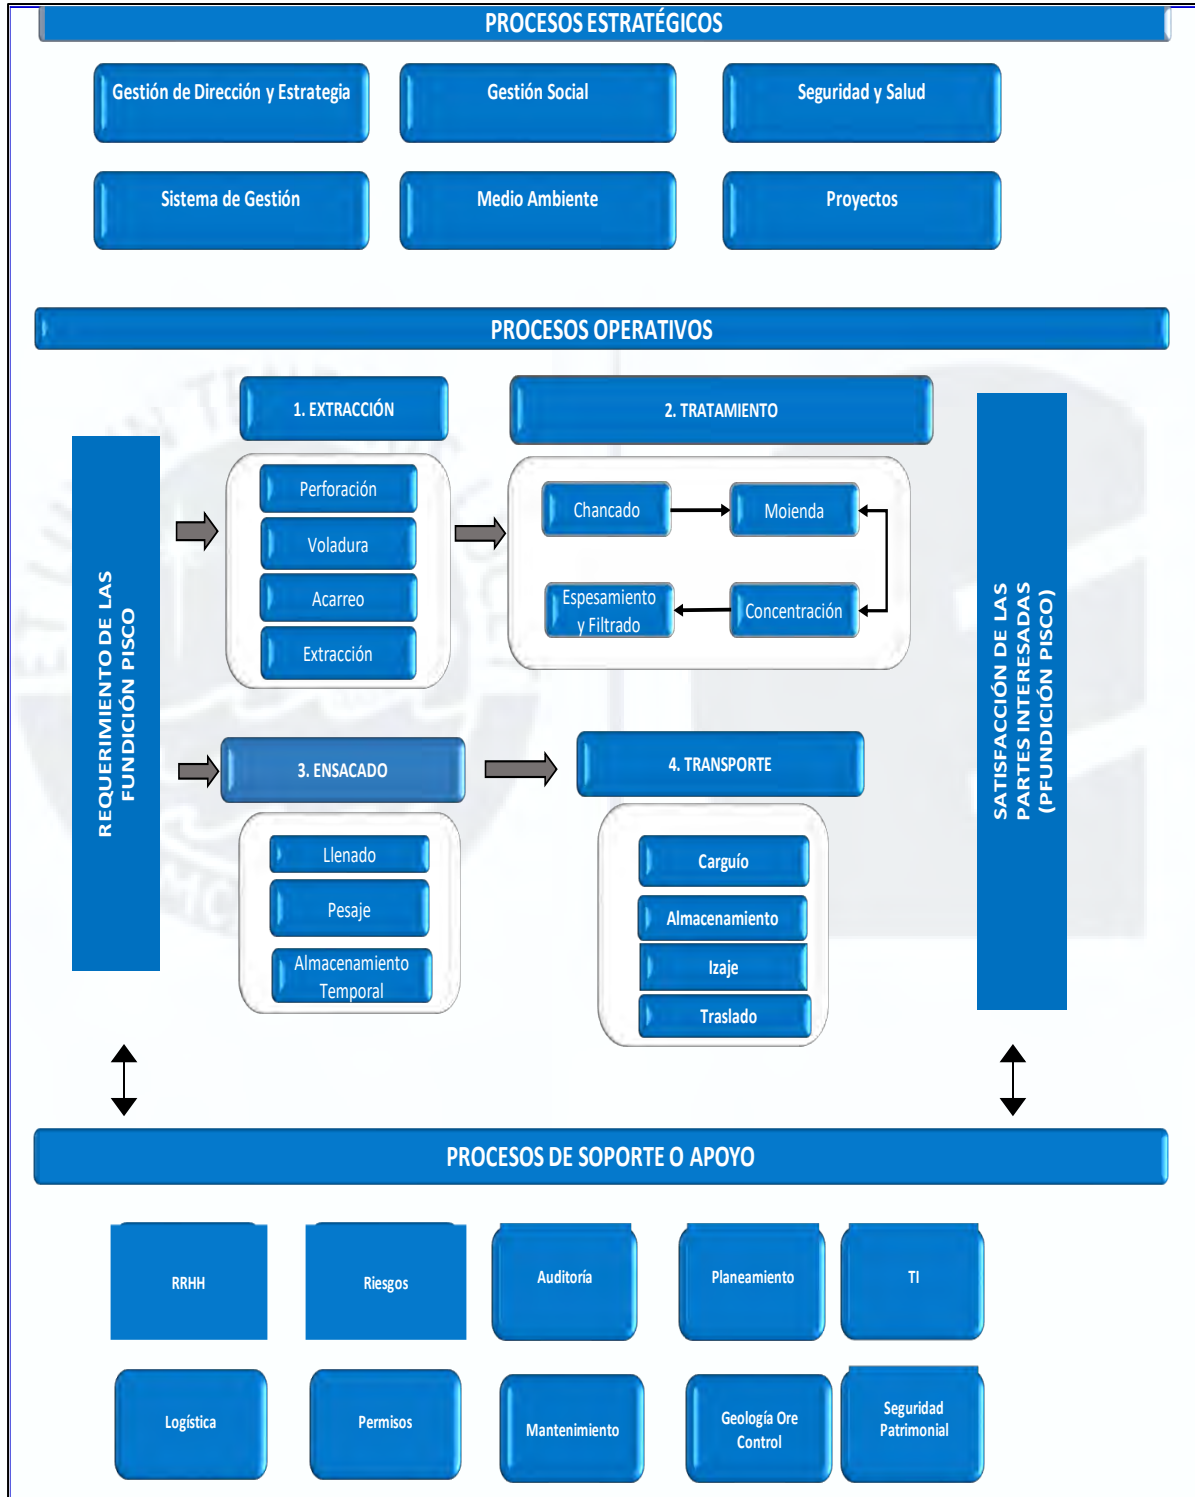 PROCESOS ESTRATÉGICOS
Gestión de Dirección y Estrategia
Gestión Social
Seguridad y Salud
Sistema de Gestión
Medio Ambiente
Proyectos
PROCESOS OPERATIVOS
REQUERIMIENTO DE LAS
FUNDICIÓN PISCO
1. EXTRACCIÓN
Perforación
Voladura
Acarreo
Extracción
2. TRATAMIENTO
Chancado
Moienda
Espesamiento
y Filtrado
Concentración
3. ENSACADO
Llenado
Pesaje
Almacenamiento
Temporal
4. TRANSPORTE
Carguío
Almacenamiento
Izaje
Traslado
SATISFACCIÓN DE LAS
PARTES INTERESADAS
(PFUNDICIÓN PISCO)
PROCESOS DE SOPORTE O APOYO
RRHH
Riesgos
Auditoría
Planeamiento
TI
Logística
Permisos
Mantenimiento
Geología Ore
Control
Seguridad
Patrimonial